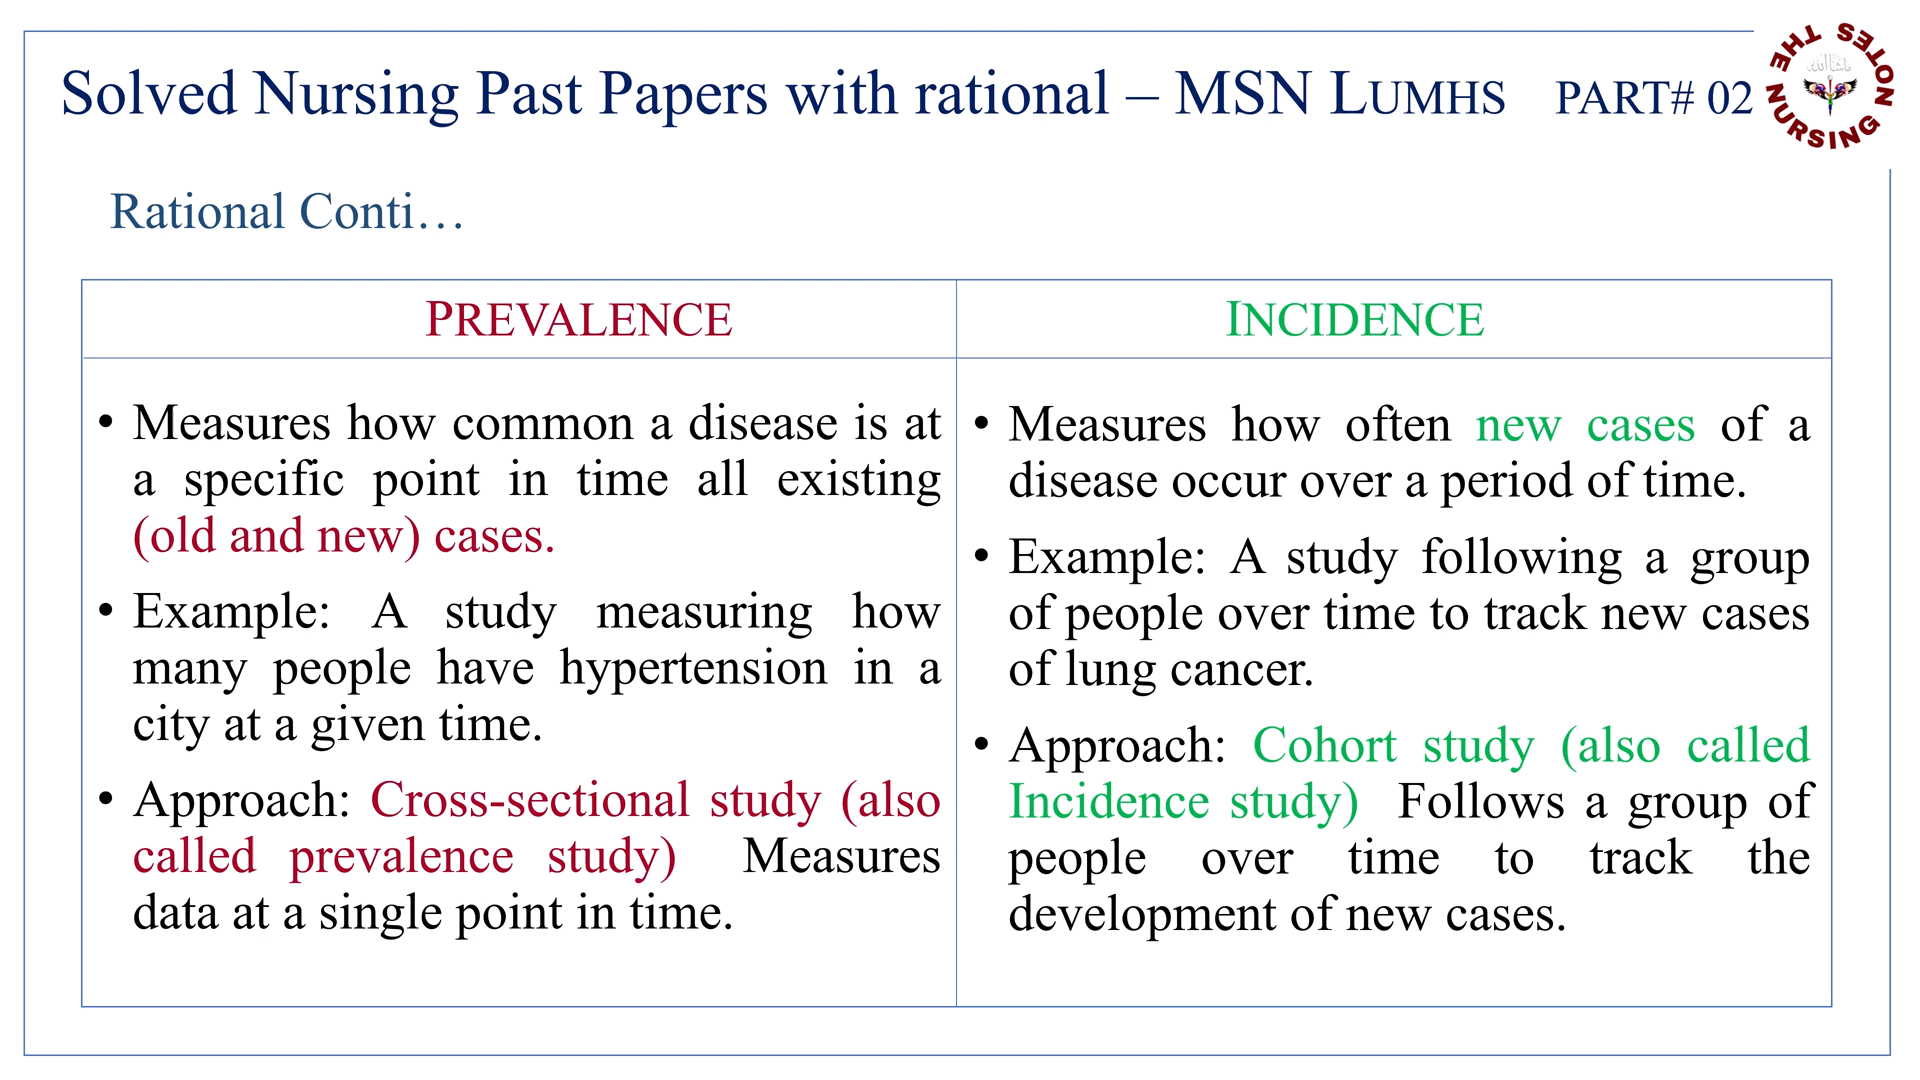 Solved Nursing Past Papers with rational – MSN LUMHS PART# 02
THE NURSING NOTES
ماشاءالله
Rational Conti…
PREVALENCE
• Measures how common a disease is at
a specific point in time all existing
(old and new) cases.
• Example: A study measuring how
many people have hypertension in a
city at a given time.
• Approach: Cross-sectional study (also
called prevalence study) Measures
data at a single point in time.
INCIDENCE
• Measures how often new cases of a
disease occur over a period of time.
• Example: A study following a group
of people over time to track new cases
of lung cancer.
• Approach: Cohort study (also called
Incidence study) Follows a group of
people over time to track the
development of new cases.